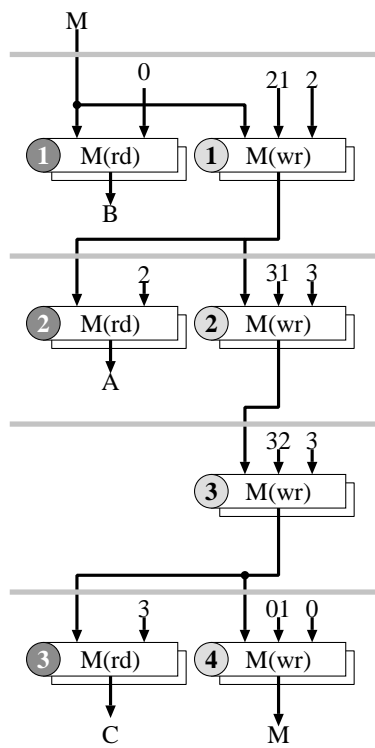 M
0 21 2
1 M(rd) 1 M(wr)
B
2 31 3
2 M(rd) 2 M(wr)
A
32 3
3 M(wr)
3 01 0
3 M(rd) 4 M(wr)
C M